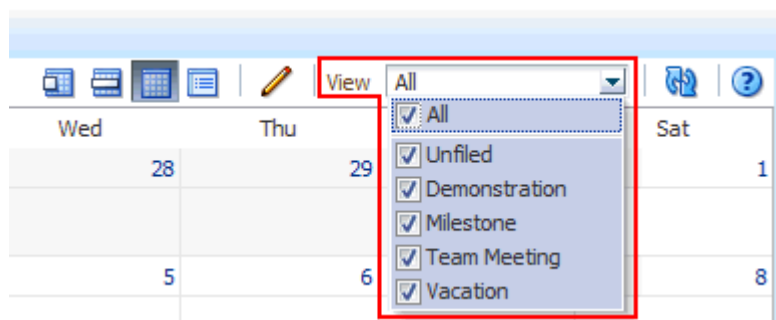 View All
Wed Thu All Sat
28 29 Unfiled 1
Demonstration
Milestone
Team Meeting
5 6 Vacation 8